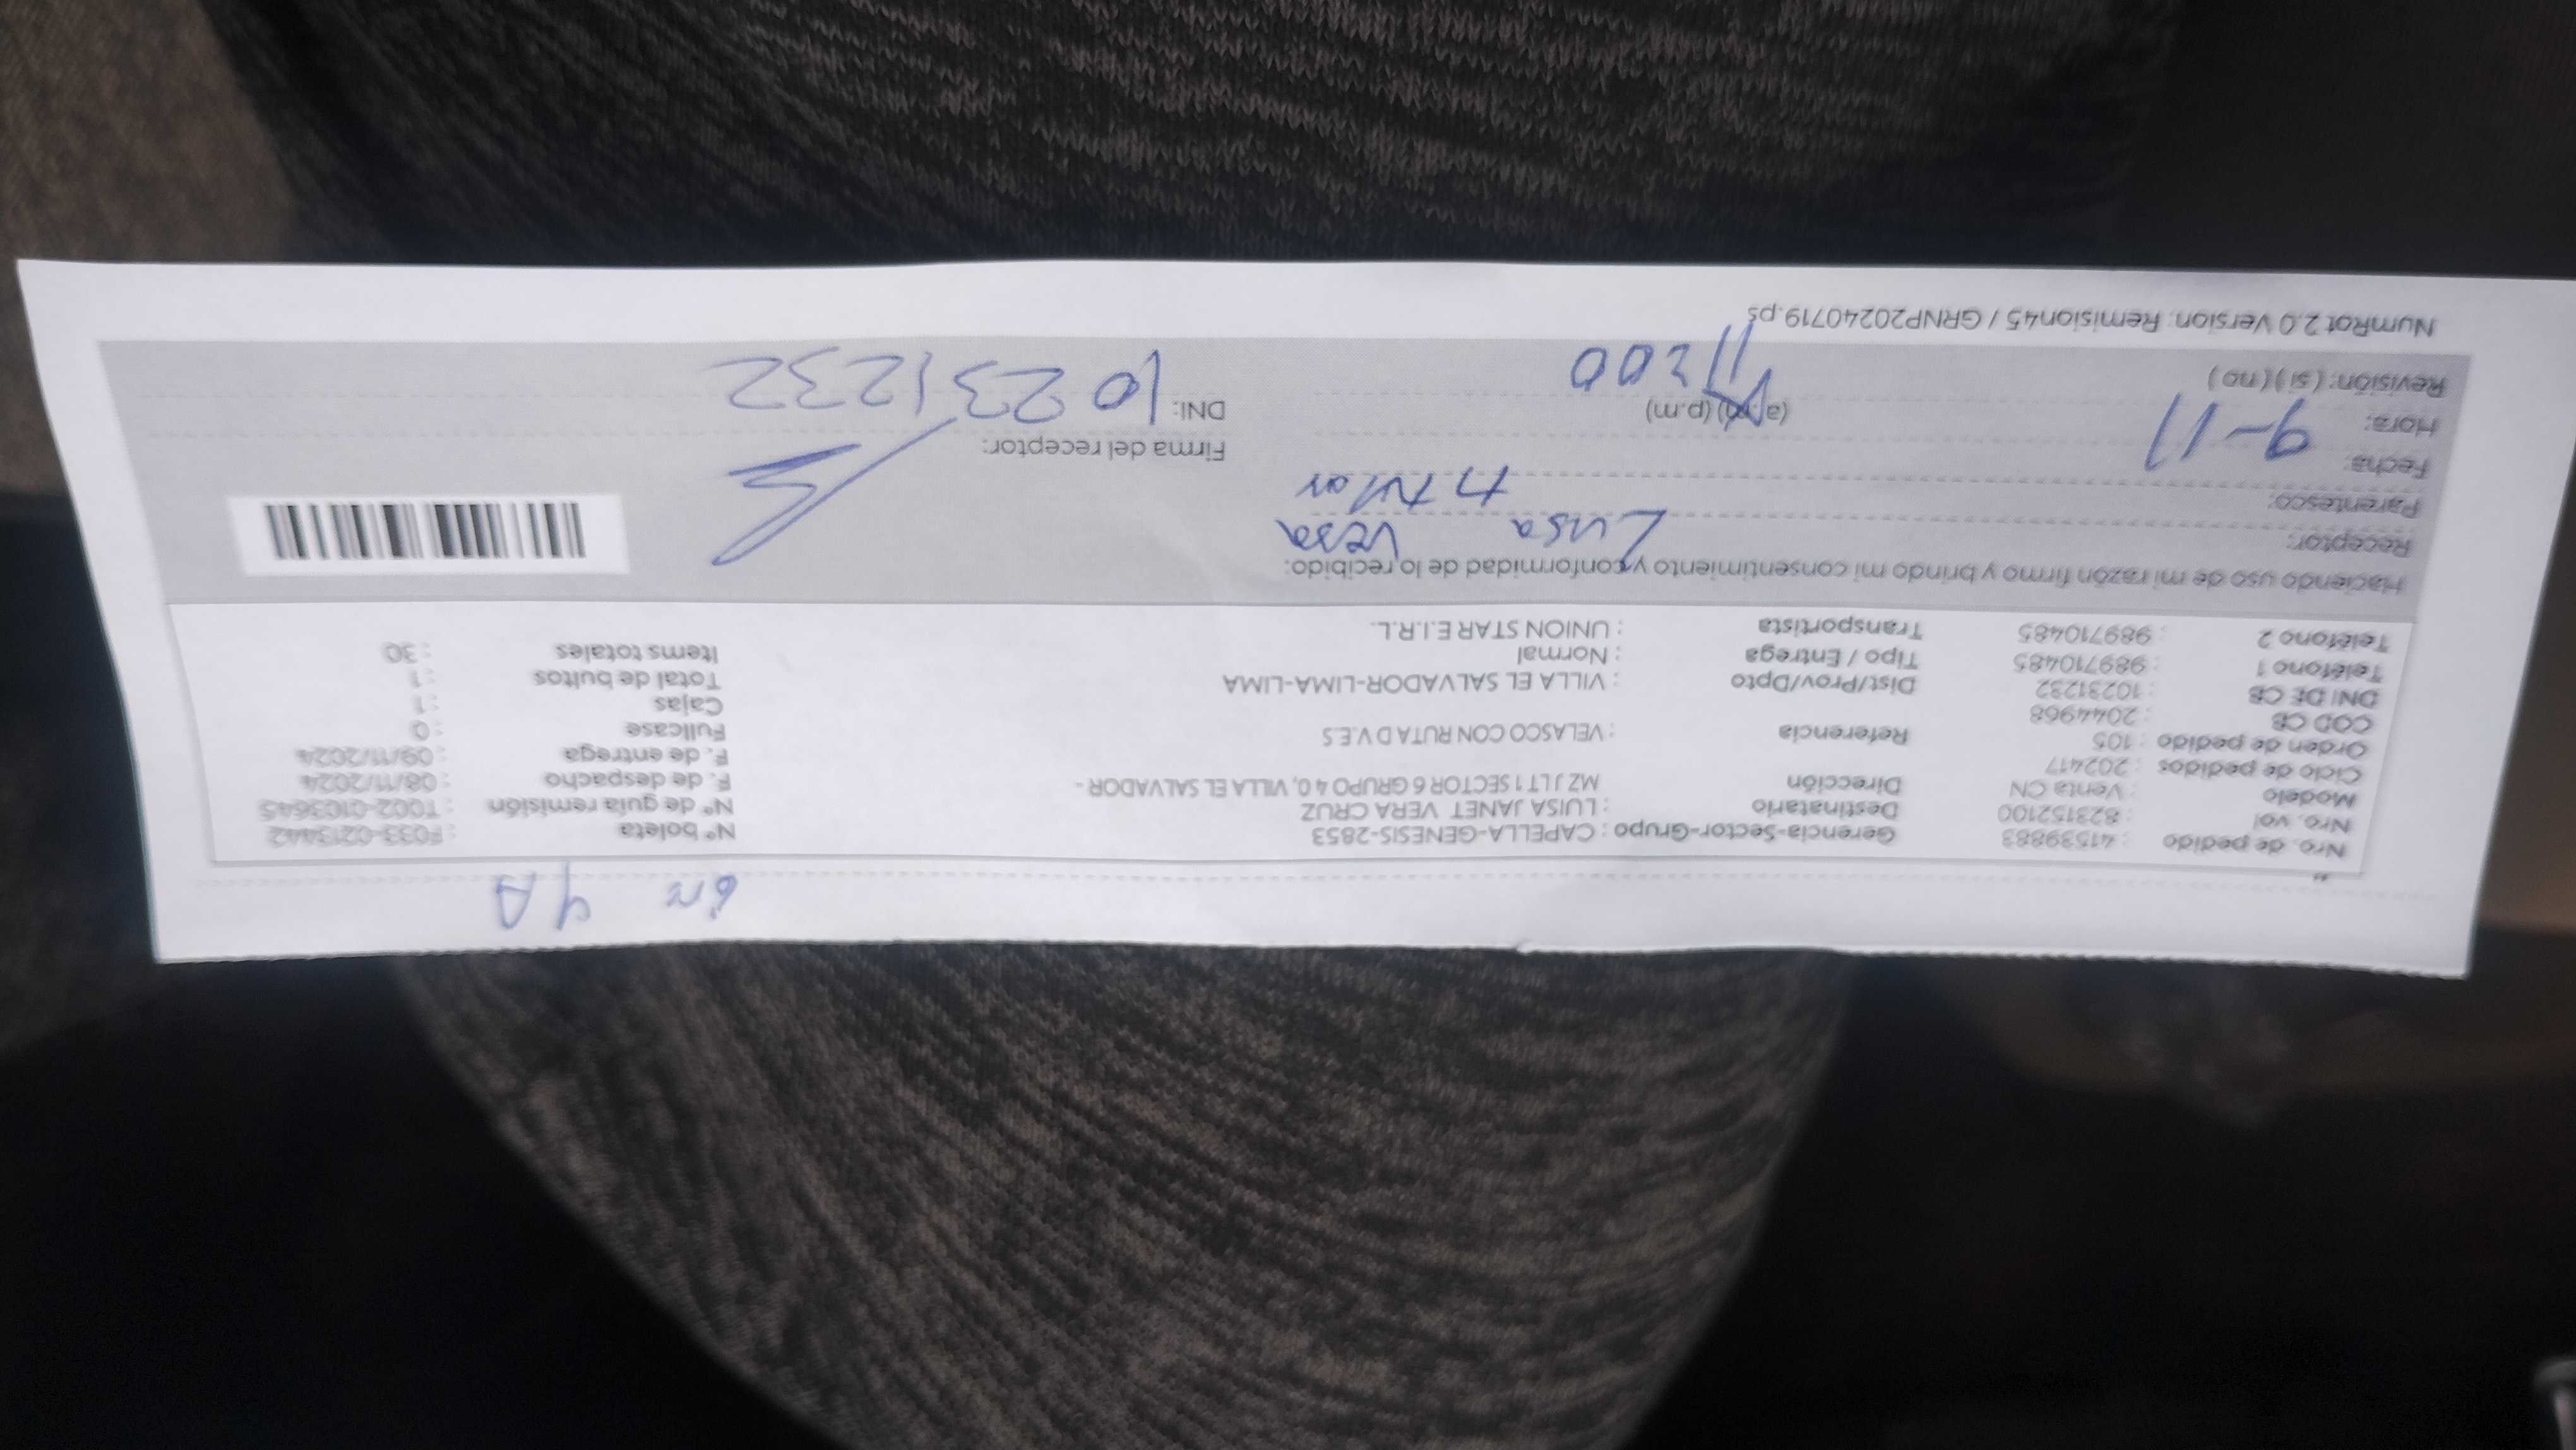 Nro. de pedido : 41539883 Gerencia-Sector-Grupo : CAPELLA-GENESIS-2853 N° boleta : F033-0213442
Nro. vol : 823152100 Destinatario : LUISA JANET VERA CRUZ N° de guía remisión : T002-0103645
Modelo : Venta CN Dirección MZ J LT 1 SECTOR 6 GRUPO 4 0, VILLA EL SALVADOR - F. de despacho : 08/11/2024
Ciclo de pedidos : 202417 F. de entrega : 09/11/2024
Orden de pedido : 105 Referencia : VELASCO CON RUTA D V.E.S Fullcase : 0
COD CB : 2044968 Cajas : 1
DNI DE CB : 10231232 Dist/Prov/Dpto : VILLA EL SALVADOR-LIMA-LIMA Total de bultos : 1
Teléfono 1 : 989710485 Tipo / Entrega : Normal Items totales : 30
Teléfono 2 : 989710485 Transportista : UNION STAR E.I.R.L.
Haciendo uso de mi razón firmo y brindo mi consentimiento y conformidad de lo recibido:
Receptor: Luisa Vera
Parentesco: titular
Fecha: 9-11 Firma del receptor:
Hora: (a.m) (p.m) DNI: 10231232
Revisión: ( si ) ( no )
NumRot 2.0 Version: Remision45 / GRNP20240719.ps